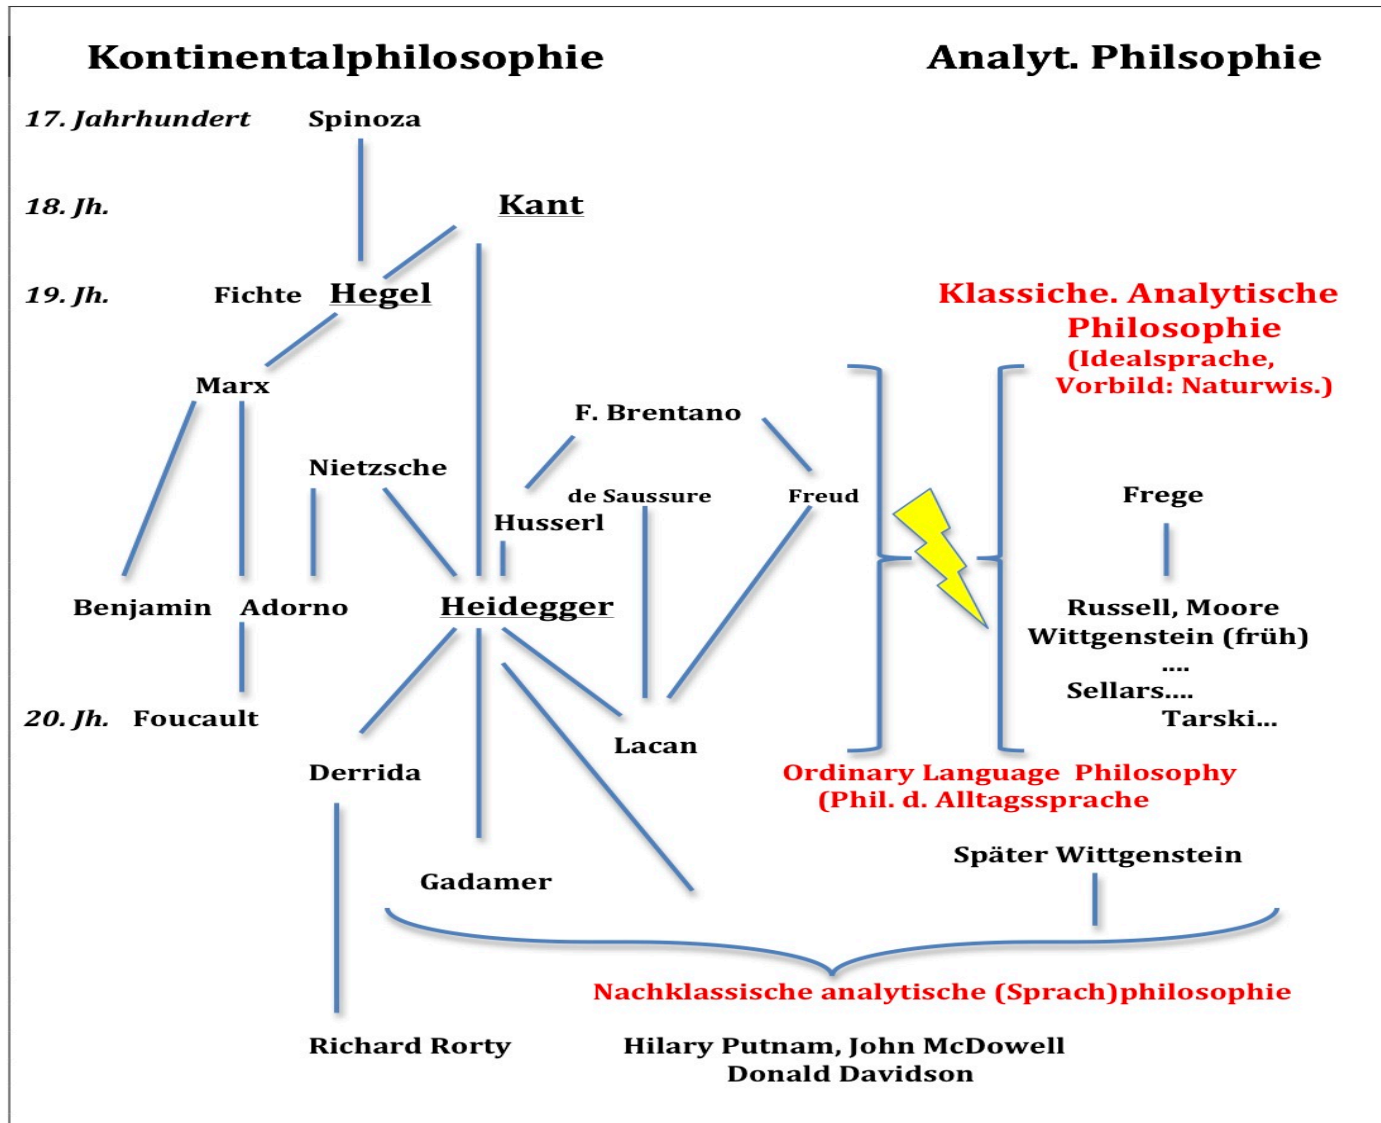 Kontinentalphilosophie
Analyt. Philsophie
17. Jahrhundert
Spinoza
18. Jh.
Kant
19. Jh.
Fichte
Hegel
Klassiche. Analytische
Philosophie
(Idealsprache,
Vorbild: Naturwis.)
Marx
F. Brentano
Nietzsche
de Saussure
Freud
Frege
Husserl
Benjamin
Adorno
Heidegger
Russell, Moore
Wittgenstein (früh)
....
Sellars....
Tarski...
20. Jh.
Foucault
Lacan
Derrida
Ordinary Language Philosophy
(Phil. d. Alltagssprache
Später Wittgenstein
Gadamer
Nachklassische analytische (Sprach)philosophie
Richard Rorty
Hilary Putnam, John McDowell
Donald Davidson